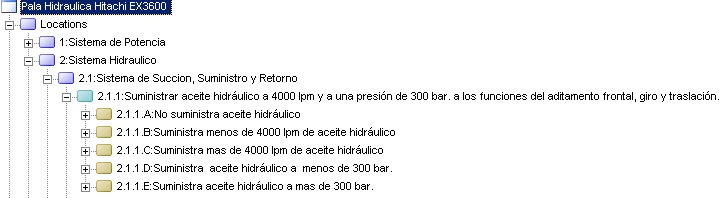 Pala Hidraulica Hitachi EX3600
Locations
1:Sistema de Potencia
2:Sistema Hidraulico
2.1:Sistema de Succion, Suministro y Retorno
2.1.1:Suministrar aceite hidráulico a 4000 lpm y a una presión de 300 bar. a los funciones del aditamento frontal, giro y traslación.
2.1.1.A:No suministra aceite hidráulico
2.1.1.B:Suministra menos de 4000 lpm de aceite hidráulico
2.1.1.C:Suministra mas de 4000 lpm de aceite hidráulico
2.1.1.D:Suministra aceite hidráulico a menos de 300 bar.
2.1.1.E:Suministra aceite hidráulico a mas de 300 bar.